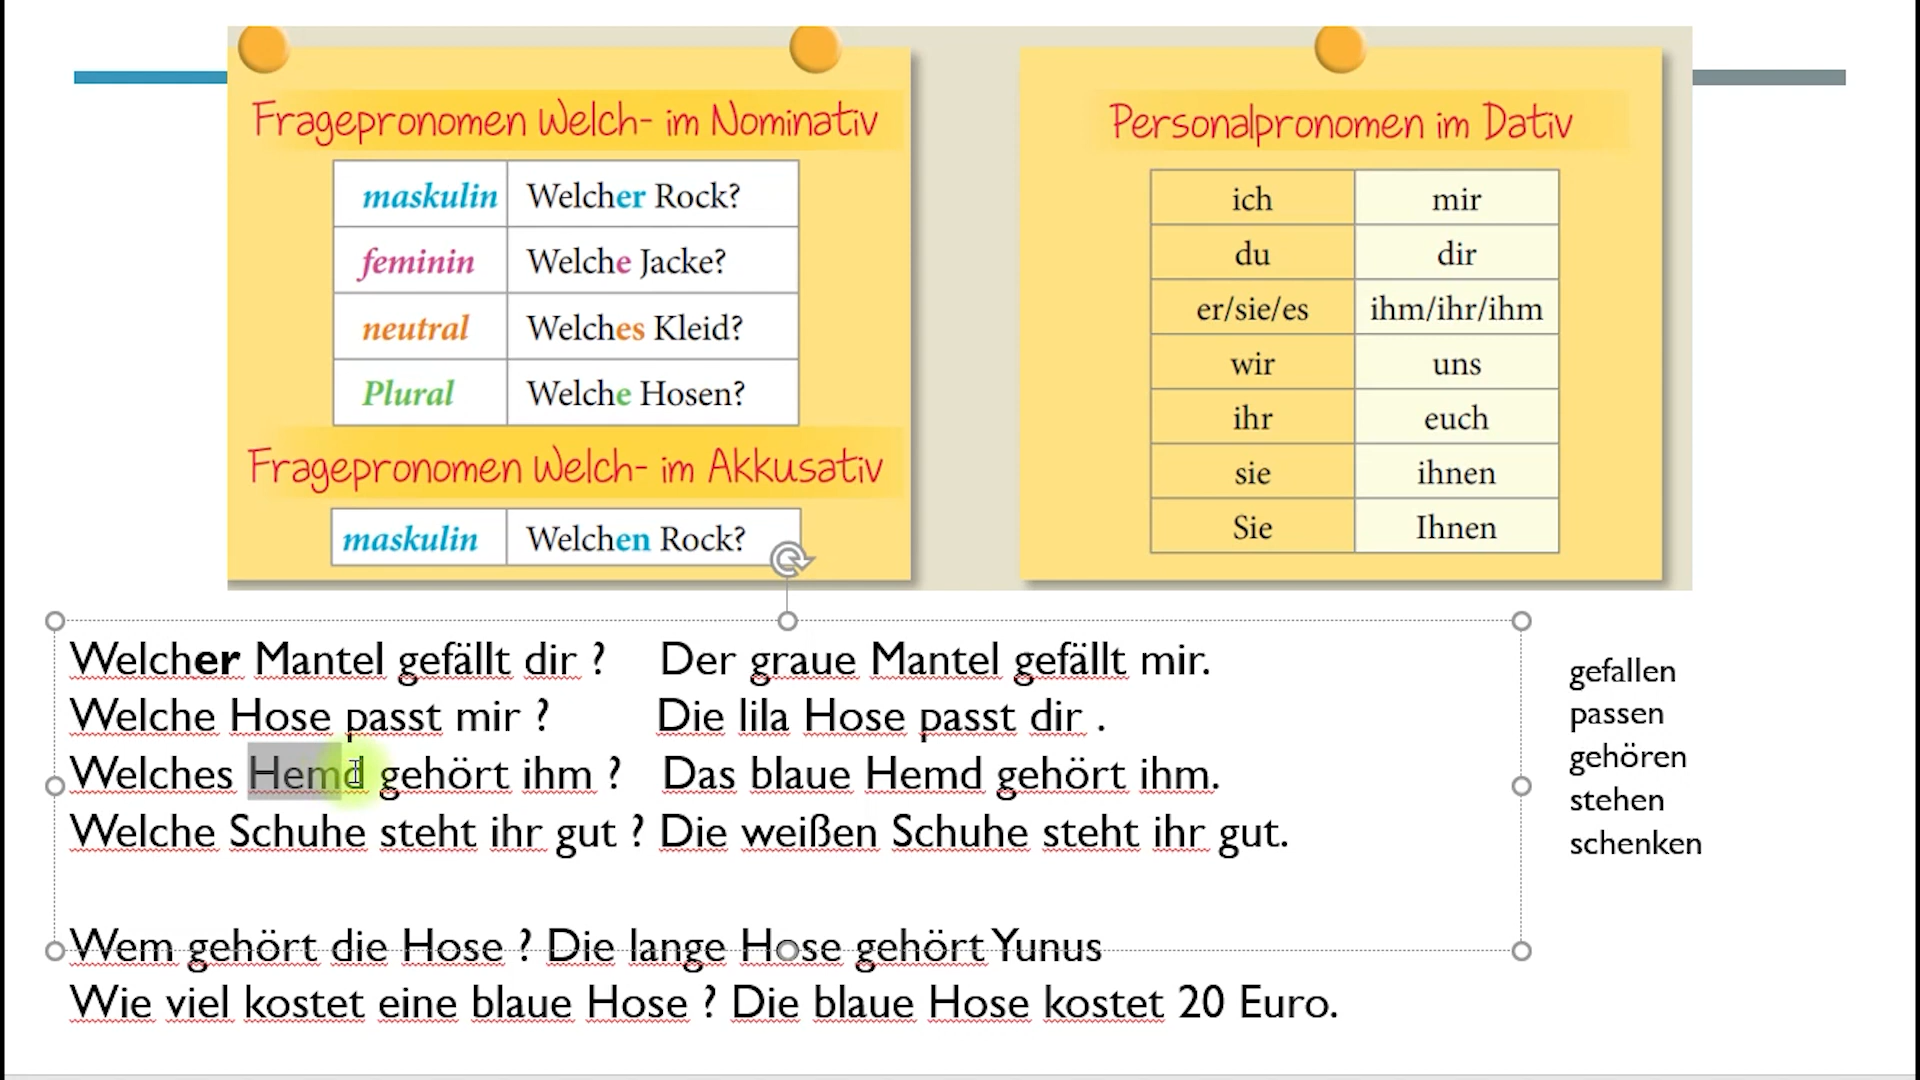 Fragepronomen Welch- im Nominativ
maskulin Welcher Rock?
feminin Welche Jacke?
neutral Welches Kleid?
Plural Welche Hosen?
Fragepronomen Welch- im Akkusativ
maskulin Welchen Rock?
Personalpronomen im Dativ
ich mir
du dir
er/sie/es ihm/ihr/ihm
wir uns
ihr euch
sie ihnen
Sie Ihnen
Welcher Mantel gefällt dir ? Der graue Mantel gefällt mir.
Welche Hose passt mir ? Die lila Hose passt dir .
Welches Hemd gehört ihm ? Das blaue Hemd gehört ihm.
Welche Schuhe steht ihr gut ? Die weißen Schuhe steht ihr gut.
Wem gehört die Hose ? Die lange Hose gehört Yunus
Wie viel kostet eine blaue Hose ? Die blaue Hose kostet 20 Euro.
gefallen
passen
gehören
stehen
schenken